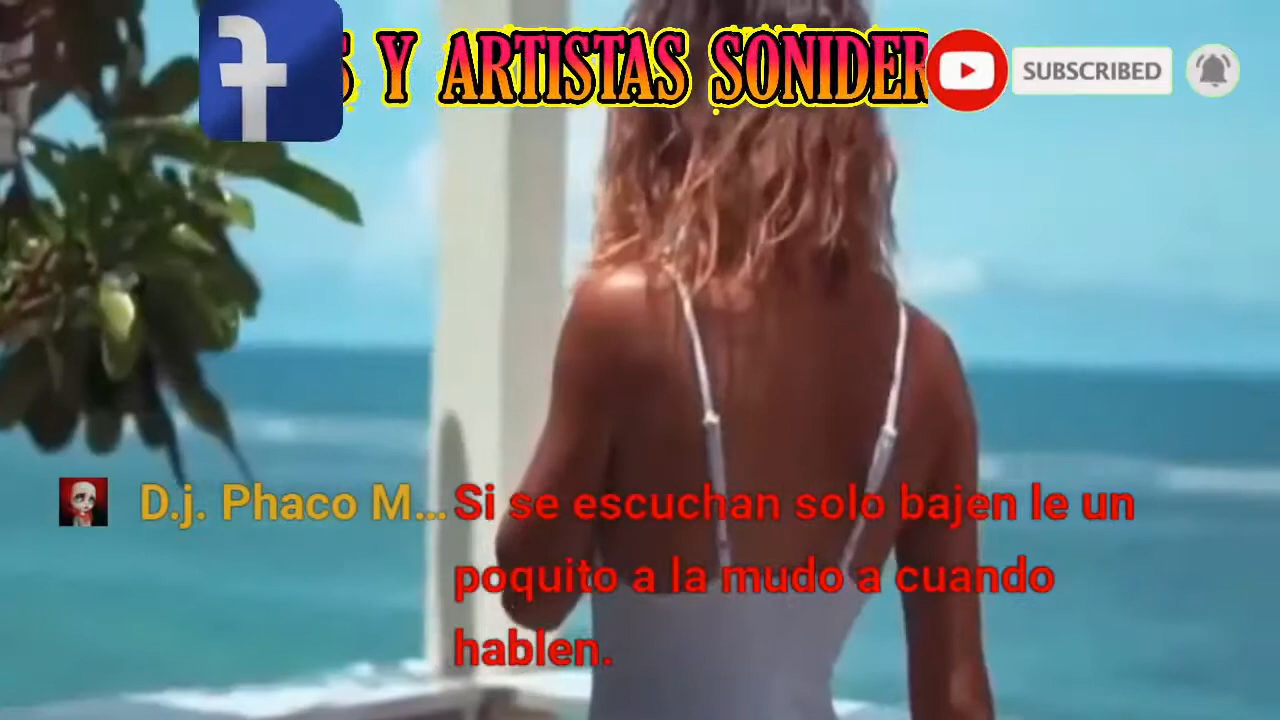 S Y ARTISTAS SONIDER
SUBSCRIBED
D.j. Phaco M... Si se escuchan solo bajen le un
poquito a la mudo a cuando
hablen.